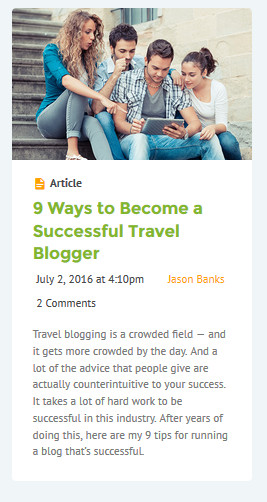 Article
9 Ways to Become a
Successful Travel
Blogger
July 2, 2016 at 4:10pm Jason Banks
2 Comments
Travel blogging is a crowded field — and
it gets more crowded by the day. And a
lot of the advice that people give are
actually counterintuitive to your success.
It takes a lot of hard work to be
successful in this industry. After years of
doing this, here are my 9 tips for running
a blog that's successful.